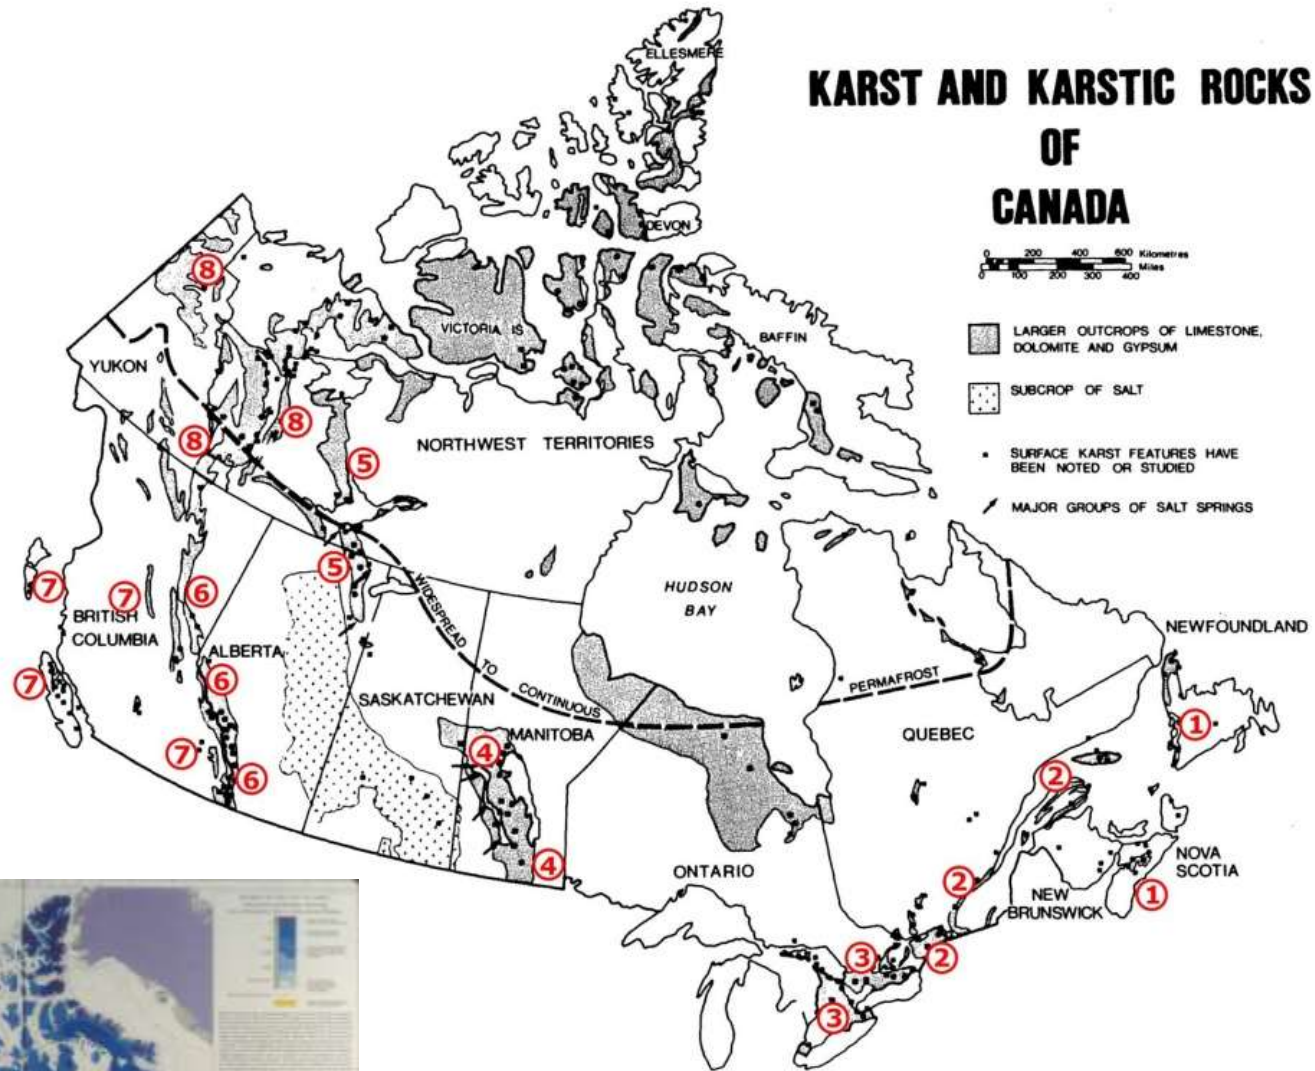 KARST AND KARSTIC ROCKS
OF
CANADA
0 200 400 600 Kilometres
0 100 200 300 400 Miles
LARGER OUTCROPS OF LIMESTONE,
DOLOMITE AND GYPSUM
SUBCROP OF SALT
SURFACE KARST FEATURES HAVE
BEEN NOTED OR STUDIED
MAJOR GROUPS OF SALT SPRINGS
ELLESMERE
DEVON
VICTORIA IS
BAFFIN
8
YUKON
8
8
NORTHWEST TERRITORIES
5
5
WIDESPREAD TO CONTINUOUS PERMAFROST
HUDSON
BAY
7
7
6
BRITISH
COLUMBIA
ALBERTA
NEWFOUNDLAND
7
6
SASKATCHEWAN
MANITOBA
QUEBEC
1
7
4
6
2
4
ONTARIO
2
NOVA
SCOTIA
NEW
BRUNSWICK
1
3
2
3